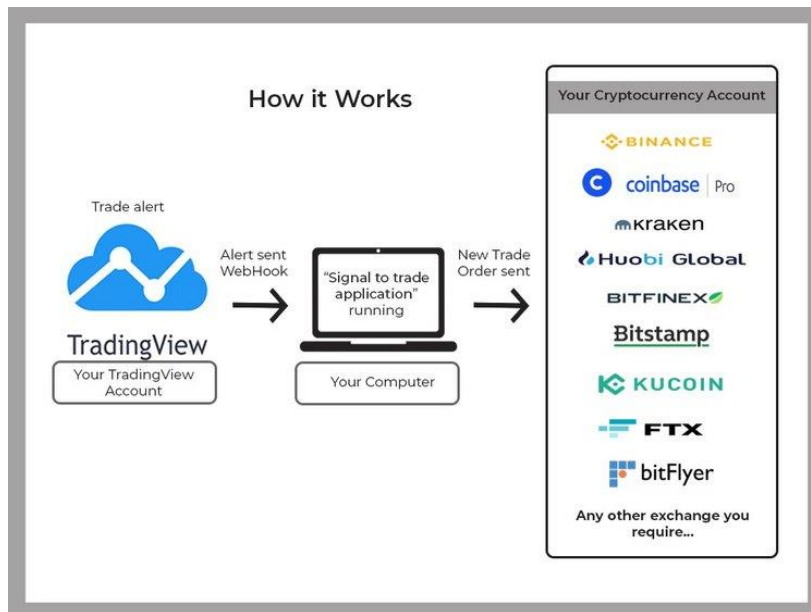 How it Works
Trade alert
TradingView
Your TradingView
Account
Alert sent
WebHook
"Signal to trade
application"
running
Your Computer
New Trade
Order sent
Your Cryptocurrency Account
BINANCE
coinbase | Pro
mKraken
Huobi Global
BITFINEX
Bitstamp
KUCOIN
FTX
bitFlyer
Any other exchange you
require...